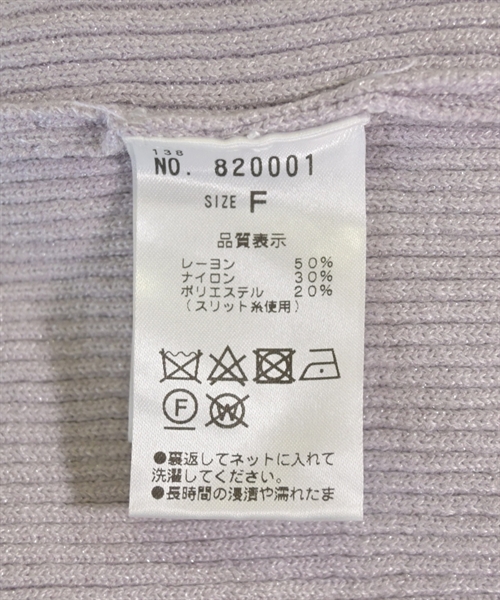 138
NO. 820001
SIZE F
品質表示
レーヨン 50%
ナイロン 30%
ポリエステル 20%
(スリット糸使用)
F W
●裏返してネットに入れて
洗濯してください。
●長時間の浸漬や濡れたま